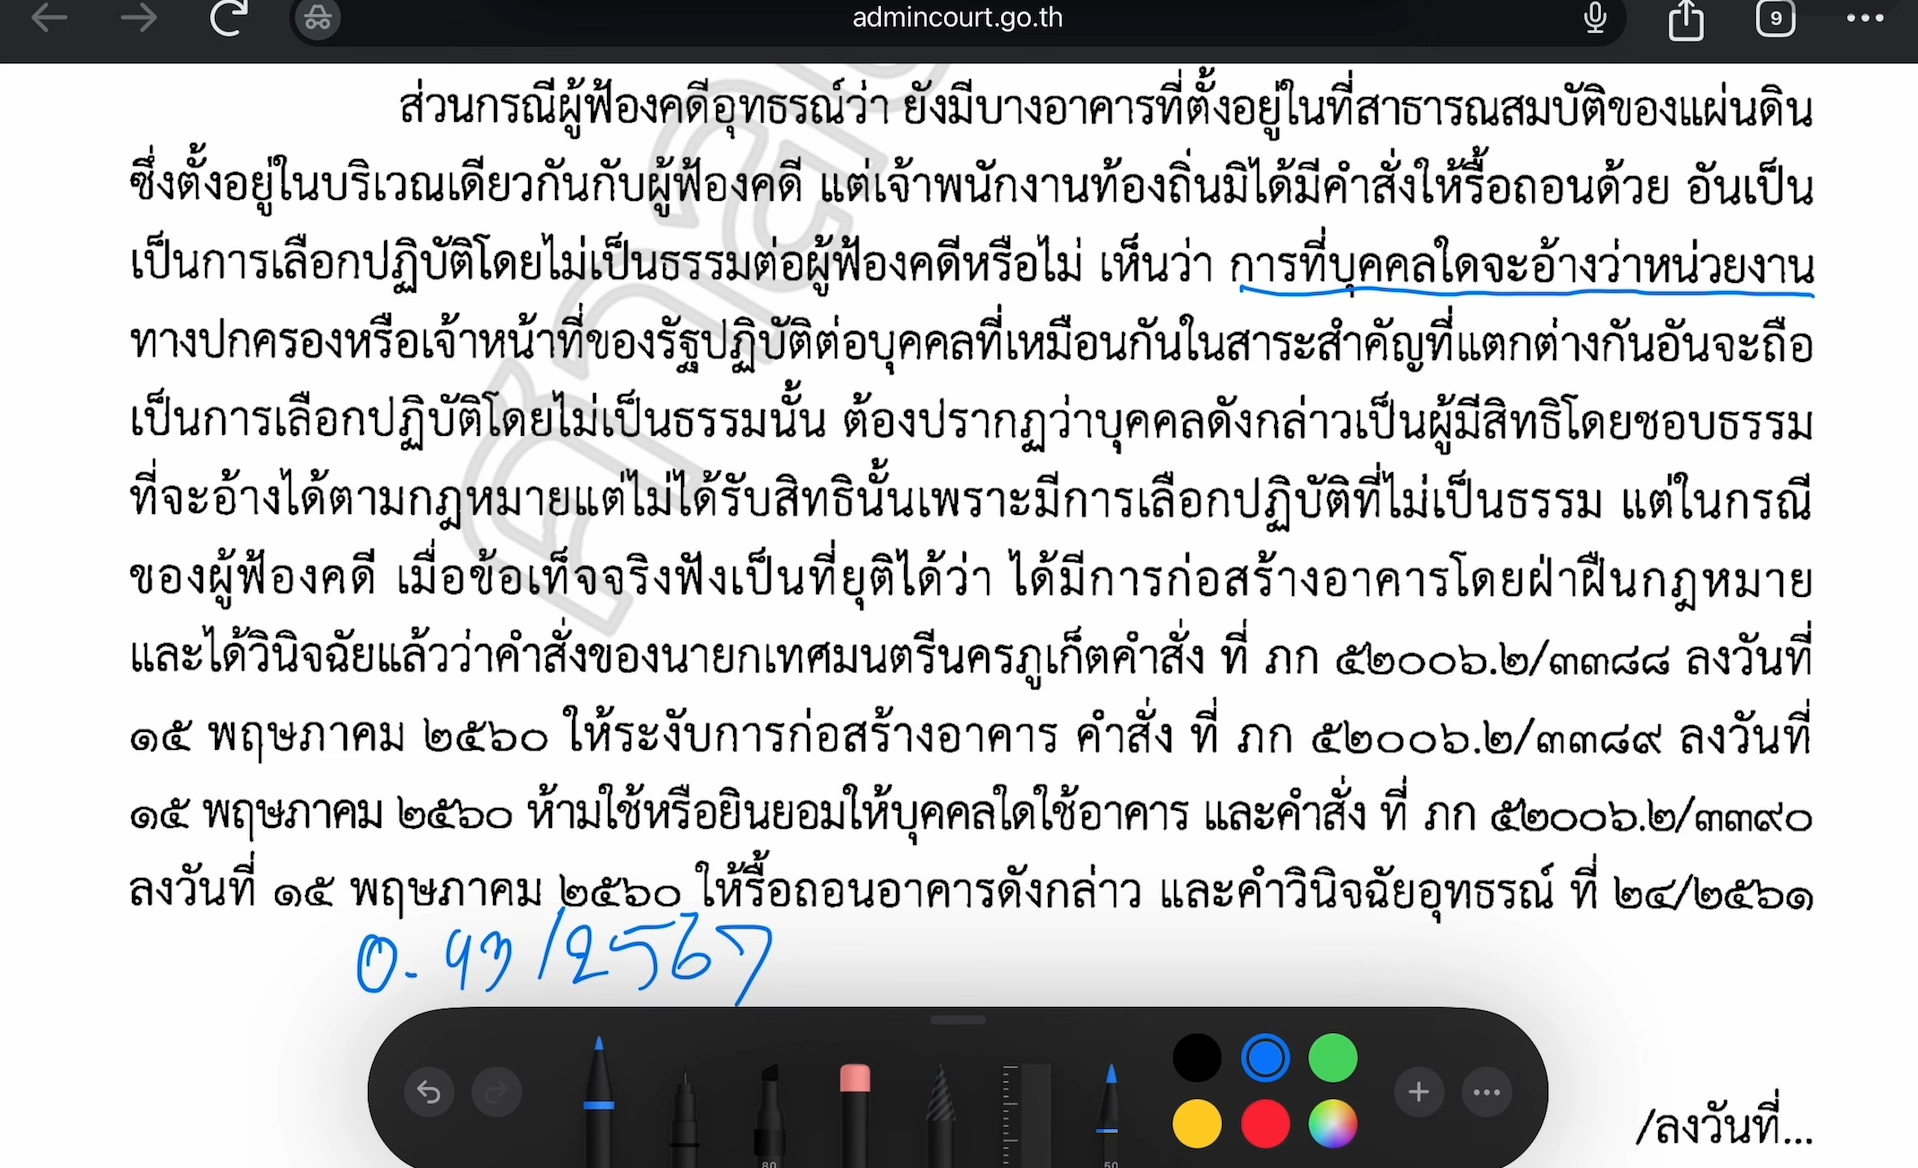 admincourt.go.th
9
ส่วนกรณีผู้ฟ้องคดีอุทธรณ์ว่า ยังมีบางอาคารที่ตั้งอยู่ในที่สาธารณสมบัติของแผ่นดิน
ซึ่งตั้งอยู่ในบริเวณเดียวกันกับผู้ฟ้องคดี แต่เจ้าพนักงานท้องถิ่นมิได้มีคำสั่งให้รื้อถอนด้วย อันเป็น
เป็นการเลือกปฏิบัติโดยไม่เป็นธรรมต่อผู้ฟ้องคดีหรือไม่ เห็นว่า การที่บุคคลใดจะอ้างว่าหน่วยงาน
ทางปกครองหรือเจ้าหน้าที่ของรัฐปฏิบัติต่อบุคคลที่เหมือนกันในสาระสำคัญที่แตกต่างกันอันจะถือ
เป็นการเลือกปฏิบัติโดยไม่เป็นธรรมนั้น ต้องปรากฏว่าบุคคลดังกล่าวเป็นผู้มีสิทธิโดยชอบธรรม
ที่จะอ้างได้ตามกฎหมายแต่ไม่ได้รับสิทธินั้นเพราะมีการเลือกปฏิบัติที่ไม่เป็นธรรม แต่ในกรณี
ของผู้ฟ้องคดี เมื่อข้อเท็จจริงฟังเป็นที่ยุติได้ว่า ได้มีการก่อสร้างอาคารโดยฝ่าฝืนกฎหมาย
และได้วินิจฉัยแล้วว่าคำสั่งของนายกเทศมนตรีนครภูเก็ตคำสั่ง ที่ ภก ๕๒๐๐๖.๒/๓๓๘๘ ลงวันที่
๑๕ พฤษภาคม ๒๕๖๐ ให้ระงับการก่อสร้างอาคาร คำสั่ง ที่ ภก ๕๒๐๐๖.๒/๓๓๘๙ ลงวันที่
๑๕ พฤษภาคม ๒๕๖๐ ห้ามใช้หรือยินยอมให้บุคคลใดใช้อาคาร และคำสั่ง ที่ ภก ๕๒๐๐๖.๒/๓๓๙๐
ลงวันที่ ๑๕ พฤษภาคม ๒๕๖๐ ให้รื้อถอนอาคารดังกล่าว และคำวินิจฉัยอุทธรณ์ ที่ ๒๔/๒๕๖๑
/2567
80
50
/ลงวันที่...